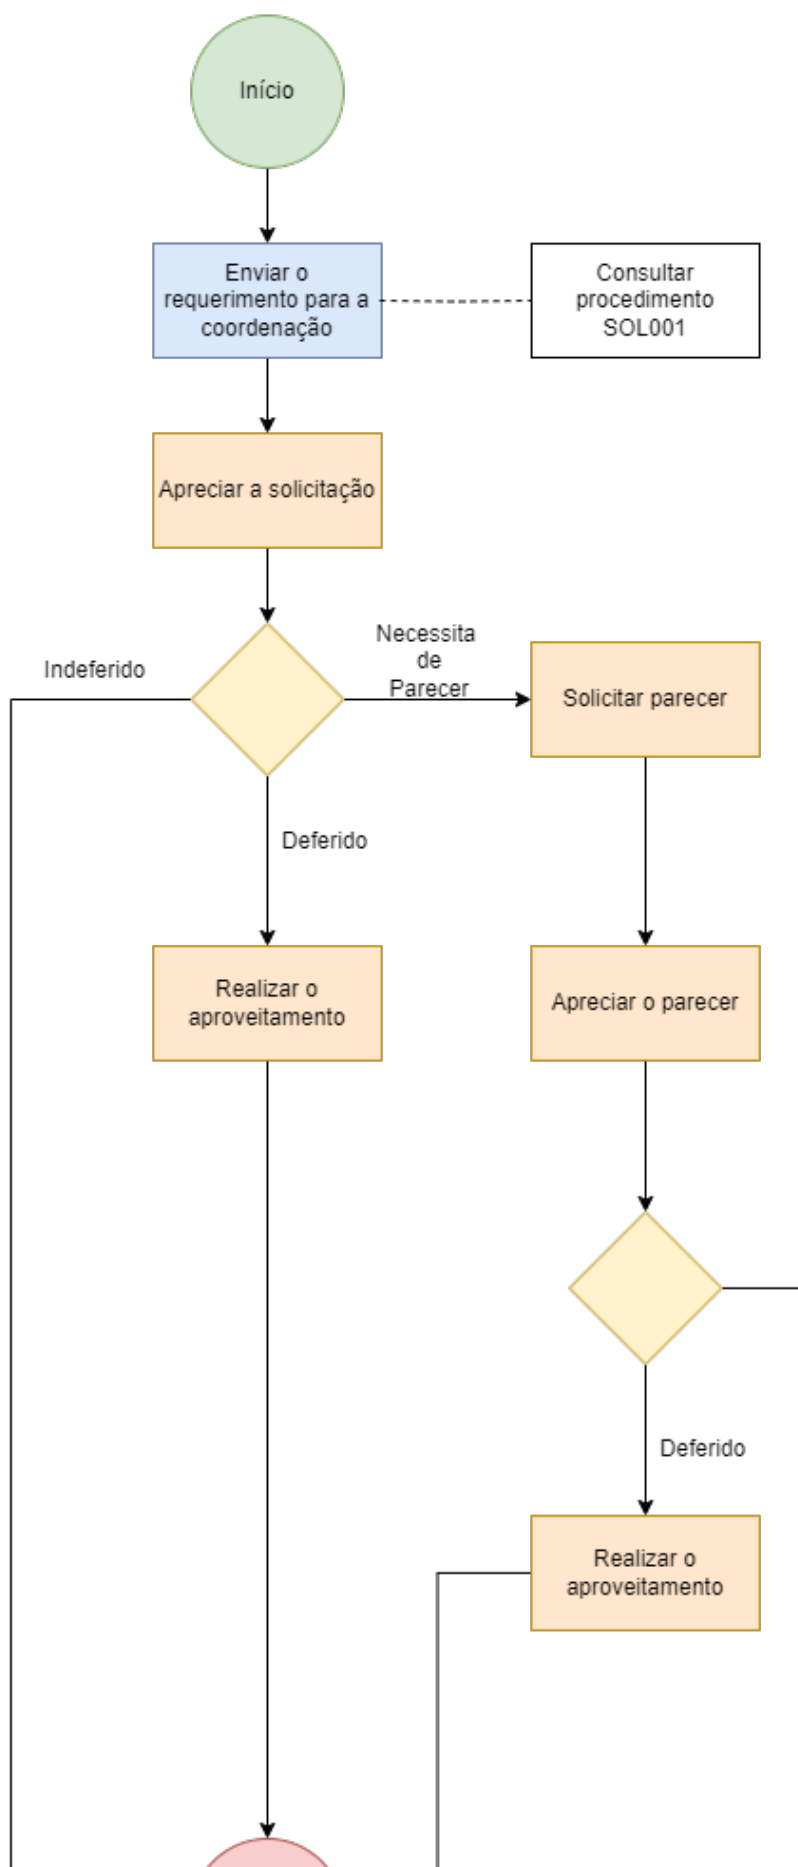 Início
Enviar o
requerimento para a
coordenação
Consultar
procedimento
SOL001
Apreciar a solicitação
Indeferido
Necessita
de
Parecer
Solicitar parecer
Deferido
Realizar o
aproveitamento
Apreciar o parecer
Deferido
Realizar o
aproveitamento